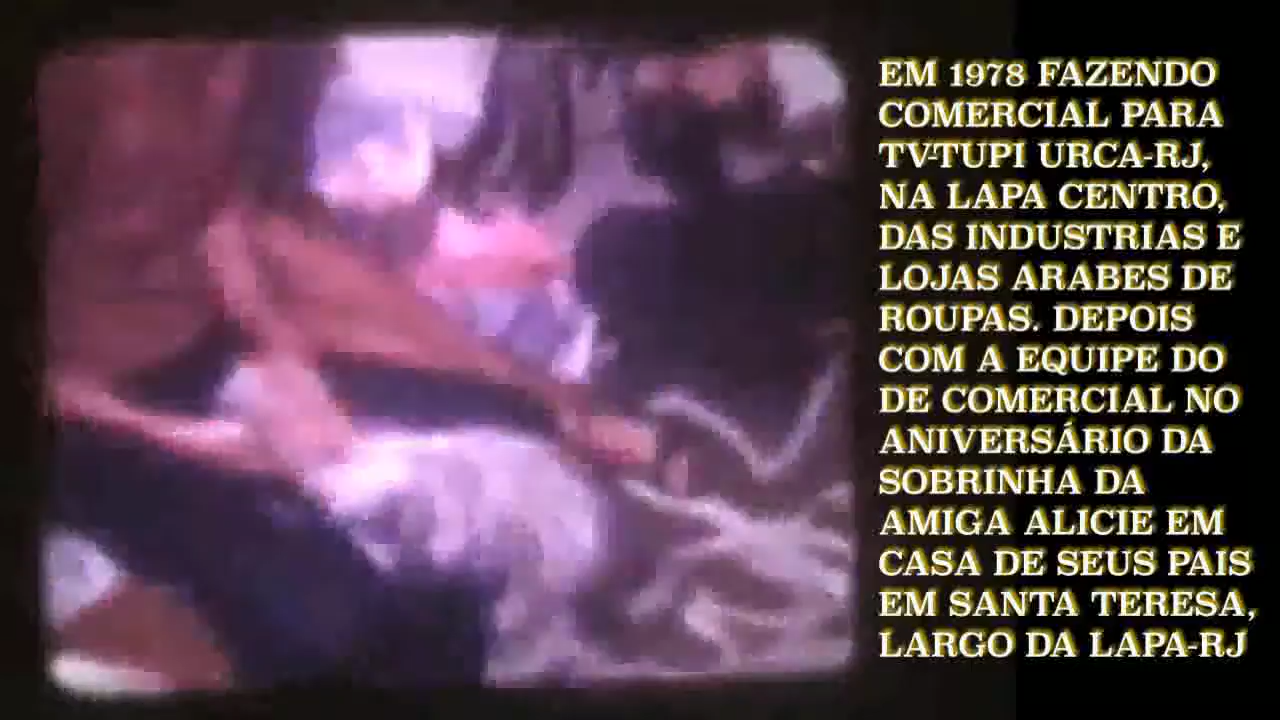 EM 1978 FAZENDO
COMERCIAL PARA
TV-TUPI URCA-RJ,
NA LAPA CENTRO,
DAS INDUSTRIAS E
LOJAS ARABES DE
ROUPAS. DEPOIS
COM A EQUIPE DO
DE COMERCIAL NO
ANIVERSÁRIO DA
SOBRINHA DA
AMIGA ALICIE EM
CASA DE SEUS PAIS
EM SANTA TERESA,
LARGO DA LAPA-RJ